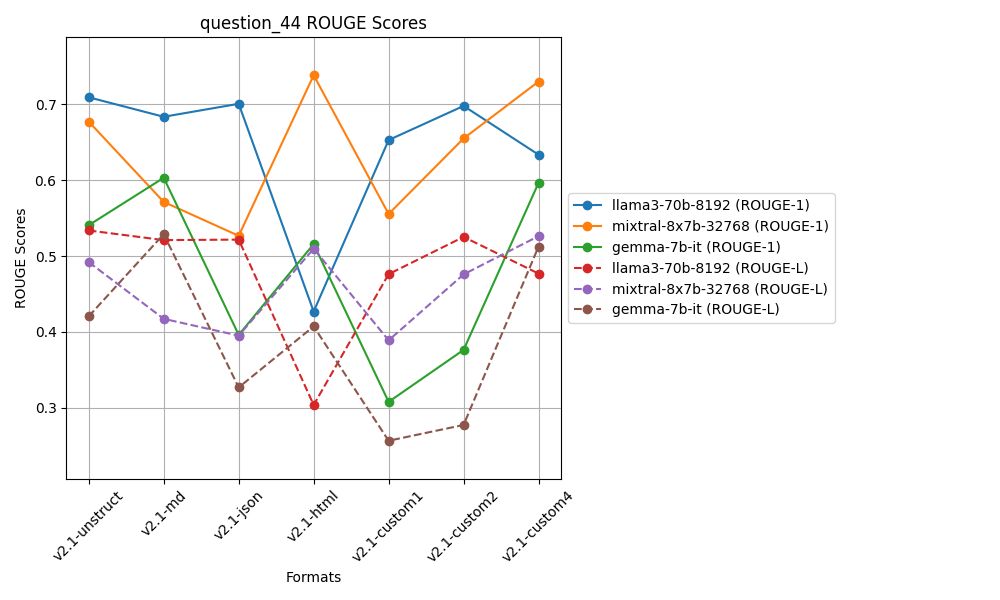 question_44 ROUGE Scores
ROUGE Scores
0.7
0.6
0.5
0.4
0.3
v2.1-unstruct
v2.1-md
v2.1-json
v2.1-html
v2.1-custom1
v2.1-custom2
v2.1-custom4
Formats
llama3-70b-8192 (ROUGE-1)
mixtral-8x7b-32768 (ROUGE-1)
gemma-7b-it (ROUGE-1)
llama3-70b-8192 (ROUGE-L)
mixtral-8x7b-32768 (ROUGE-L)
gemma-7b-it (ROUGE-L)